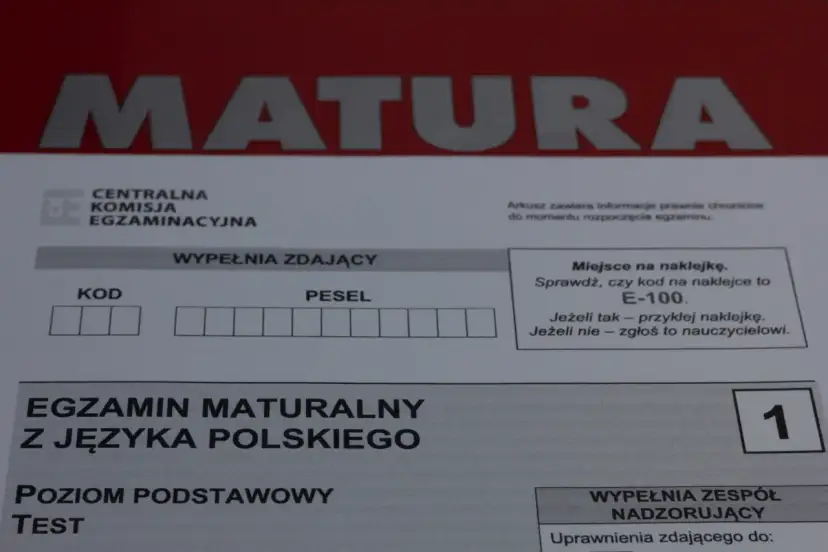 MATURA
CENTRALNA
KOMISJA
EGZAMINACYJNA
Arkusz zawiera informacje prawnie chronione
do momentu rozpoczęcia egzaminu.
WYPEŁNIA ZDAJĄCY
KOD
PESEL
Miejsce na naklejkę.
Sprawdź, czy kod na naklejce to
E-100.
Jeżeli tak – przyklej naklejkę.
Jeżeli nie – zgłoś to nauczycielowi.
EGZAMIN MATURALNY
Z JĘZYKA POLSKIEGO
1
POZIOM PODSTAWOWY
TEST
WYPEŁNIA ZESPÓŁ
NADZORUJĄCY
Uprawnienia zdającego do: